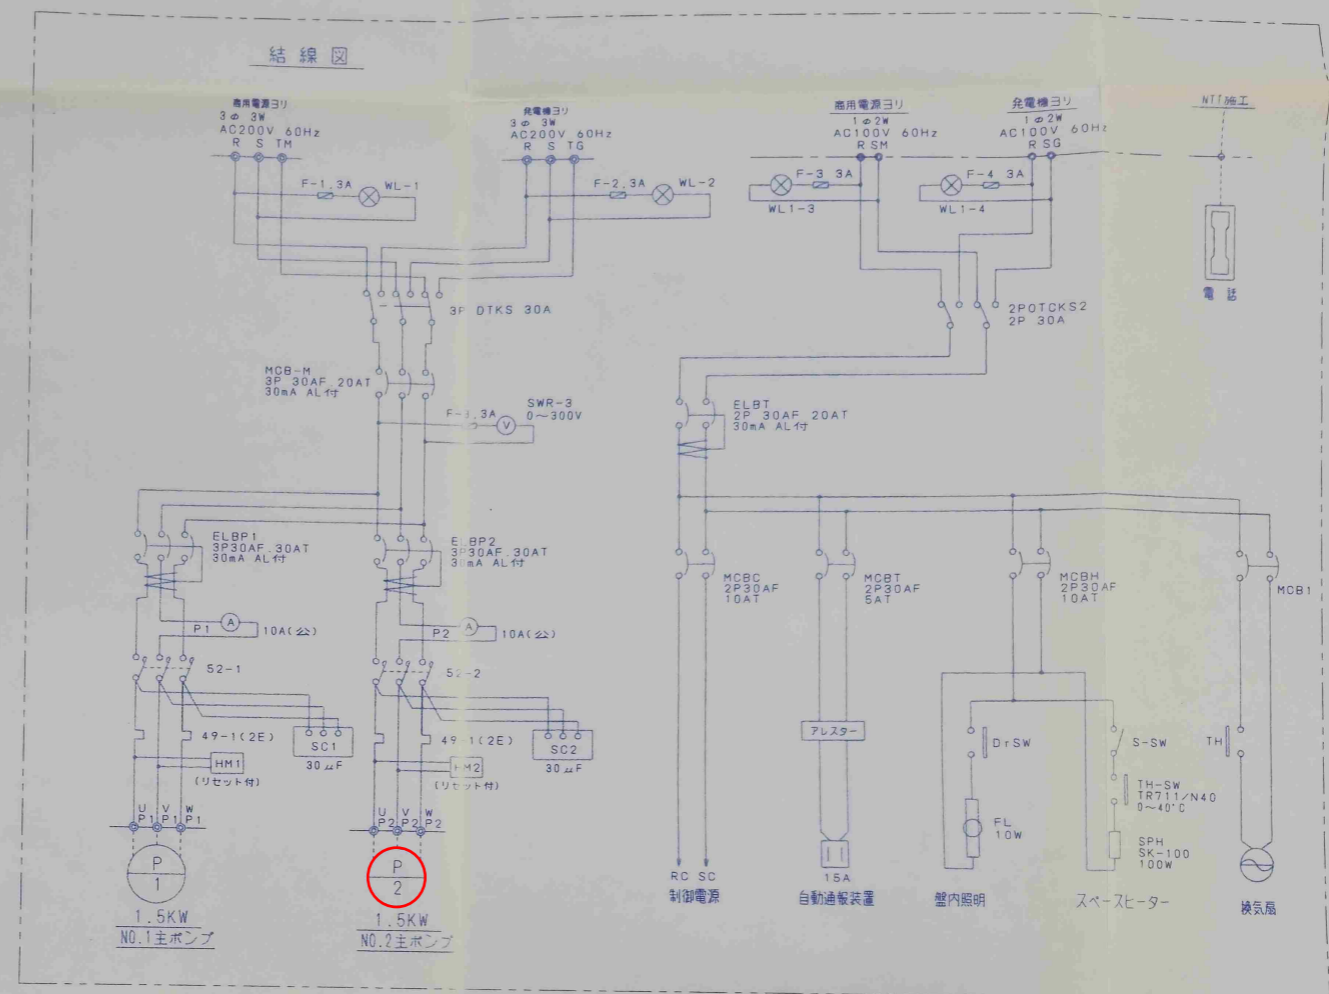 結線図
商用電源ヨリ
3φ 3W
AC200V 60Hz
R S TM
発電機ヨリ
3φ 3W
AC200V 60Hz
R S TG
商用電源ヨリ
1φ2W
AC100V 60Hz
R SM
発電機ヨリ
1φ2W
AC100V 60Hz
R SG
NTT施工
F-1.3A
WL-1
F-2.3A
WL-2
F-3 3A
WL1-3
F-4 3A
WL1-4
電話
3P DTKS 30A
2POTCKS2
2P 30A
MCB-M
3P 30AF.20AT
30mA AL付
SWR-3
0〜300V
V
ELBT
2P 30AF.20AT
30mA AL付
ELBP1
3P30AF.30AT
30mA AL付
ELBP2
3P30AF.30AT
30mA AL付
MCBC
2P30AF
10AT
MCBT
2P30AF
5AT
MCBH
2P30AF
10AT
MCB1
P1
A
10A(公)
P2
A
10A(公)
52-1
52-2
SC1
30μF
SC2
30μF
49-1(2E)
49-1(2E)
HM1
(リセット付)
HM2
(リセット付)
アレスター
DrSW
S-SW
TH
TH-SW
TR711/N40
0〜40°C
FL
10W
SPH
SK-100
100W
U V W
P1 P1 P1
U V W
P2 P2 P2
P
1
1.5KW
NO.1主ポンプ
P
2
1.5KW
NO.2主ポンプ
RC SC
制御電源
15A
自動通報装置
盤内照明
スペースヒーター
換気扇